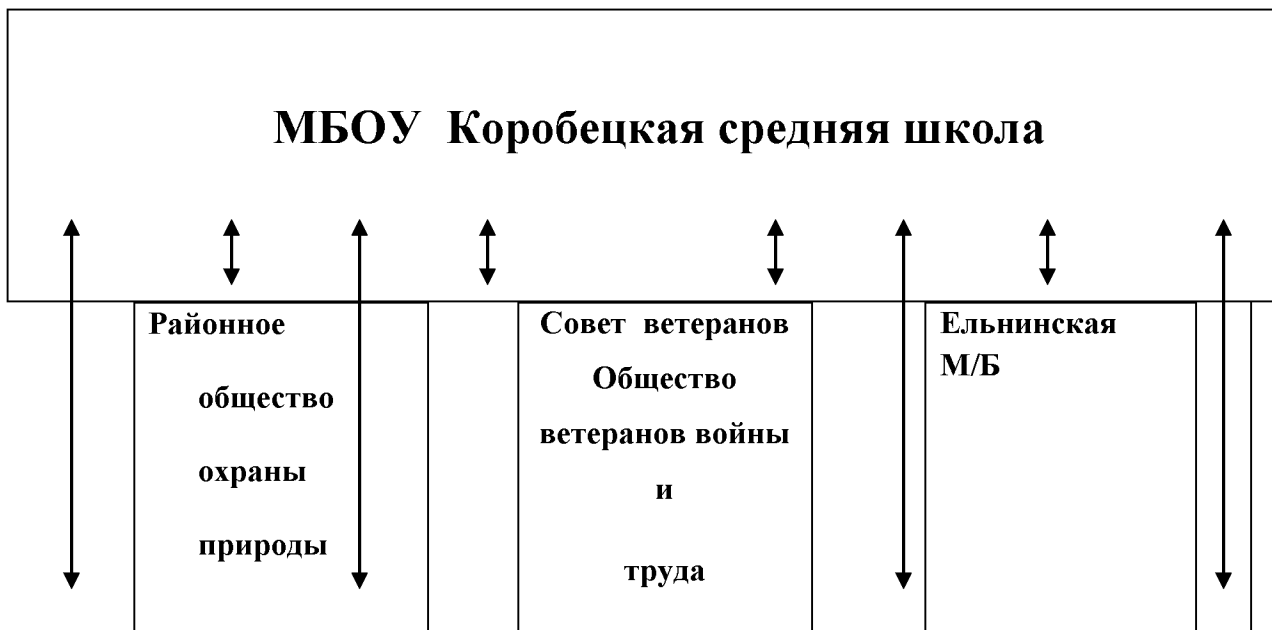 МБОУ Коробецкая средняя школа
Районное
общество
охраны
природы
Совет ветеранов
Общество
ветеранов войны
и
труда
Ельнинская
М/Б